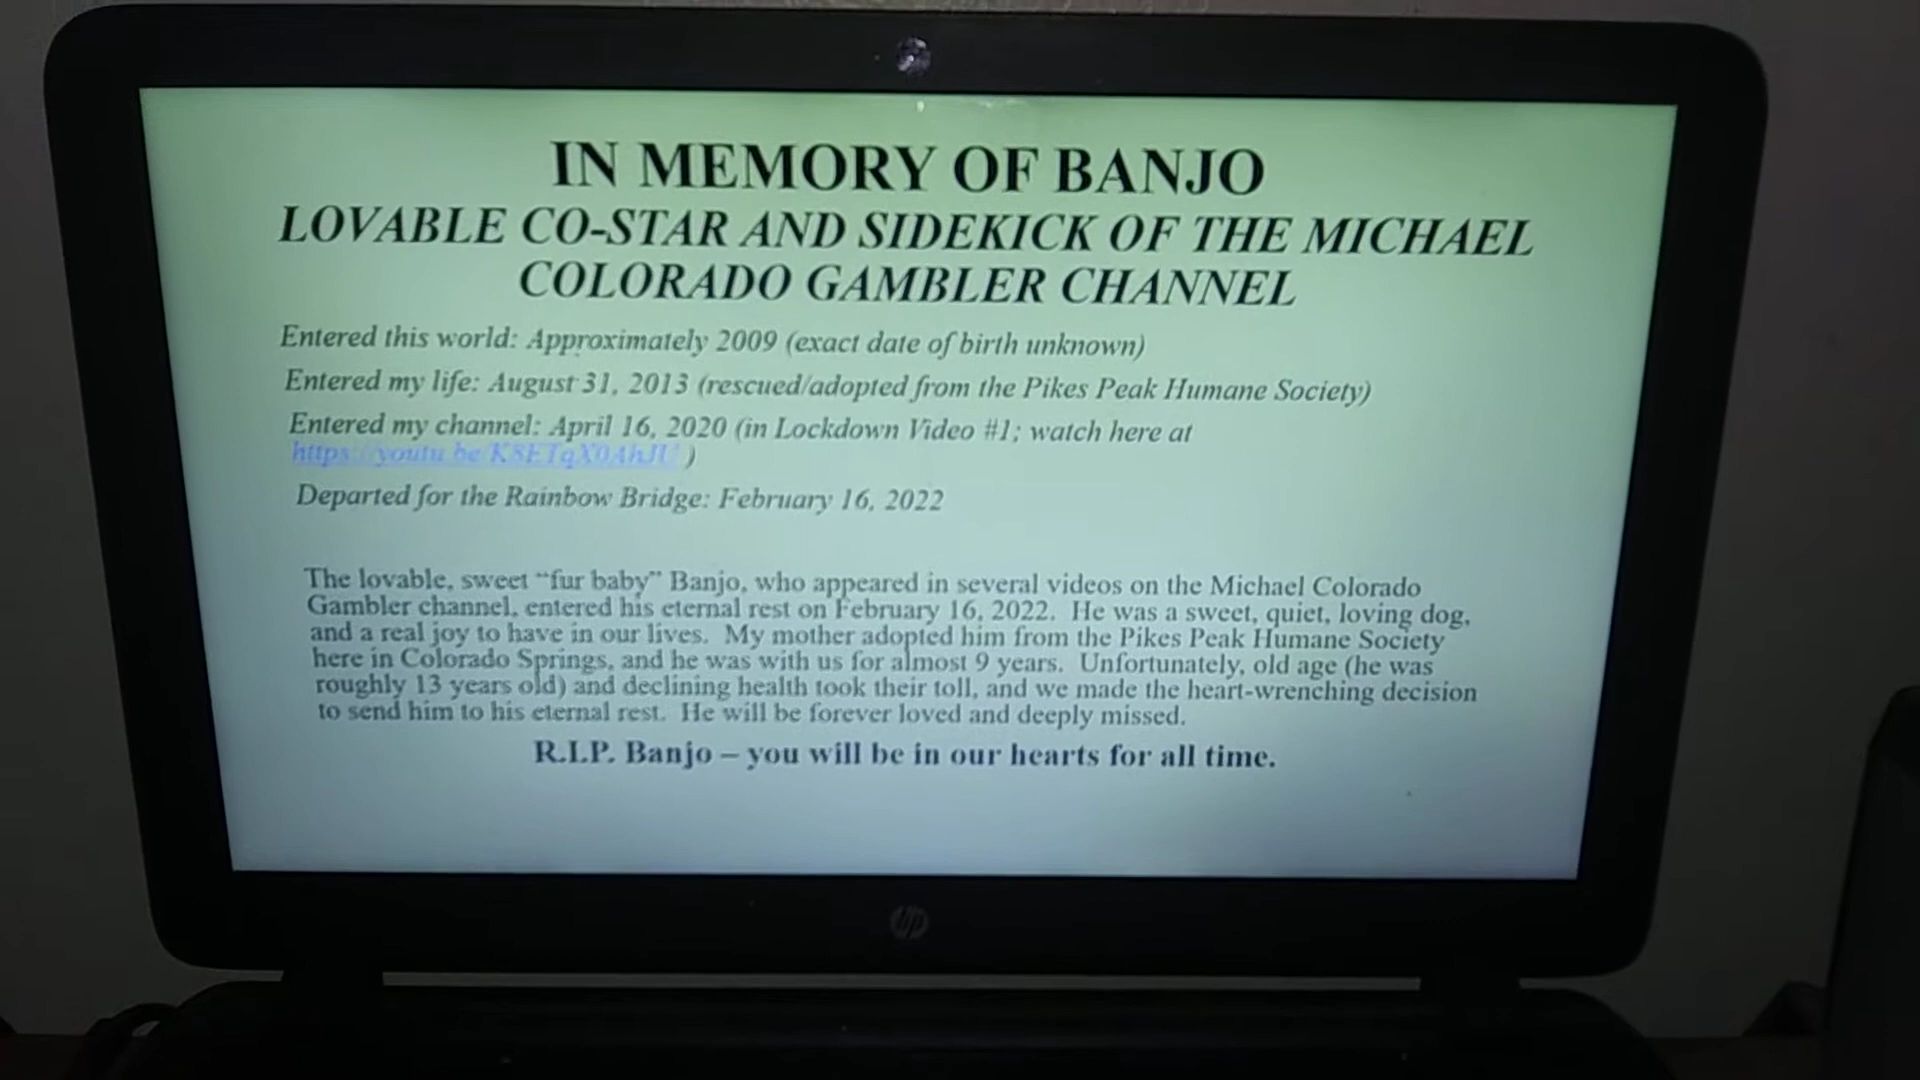 IN MEMORY OF BANJO
LOVABLE CO-STAR AND SIDEKICK OF THE MICHAEL
COLORADO GAMBLER CHANNEL
Entered this world: Approximately 2009 (exact date of birth unknown)
Entered my life: August 31, 2013 (rescued/adopted from the Pikes Peak Humane Society)
Entered my channel: April 16, 2020 (in Lockdown Video #1; watch here at
)
Departed for the Rainbow Bridge: February 16, 2022
The lovable, sweet “fur baby” Banjo, who appeared in several videos on the Michael Colorado
Gambler channel, entered his eternal rest on February 16, 2022. He was a sweet, quiet, loving dog,
and a real joy to have in our lives. My mother adopted him from the Pikes Peak Humane Society
here in Colorado Springs, and he was with us for almost 9 years. Unfortunately, old age (he was
roughly 13 years old) and declining health took their toll, and we made the heart-wrenching decision
to send him to his eternal rest. He will be forever loved and deeply missed.
R.I.P. Banjo – you will be in our hearts for all time.
hp